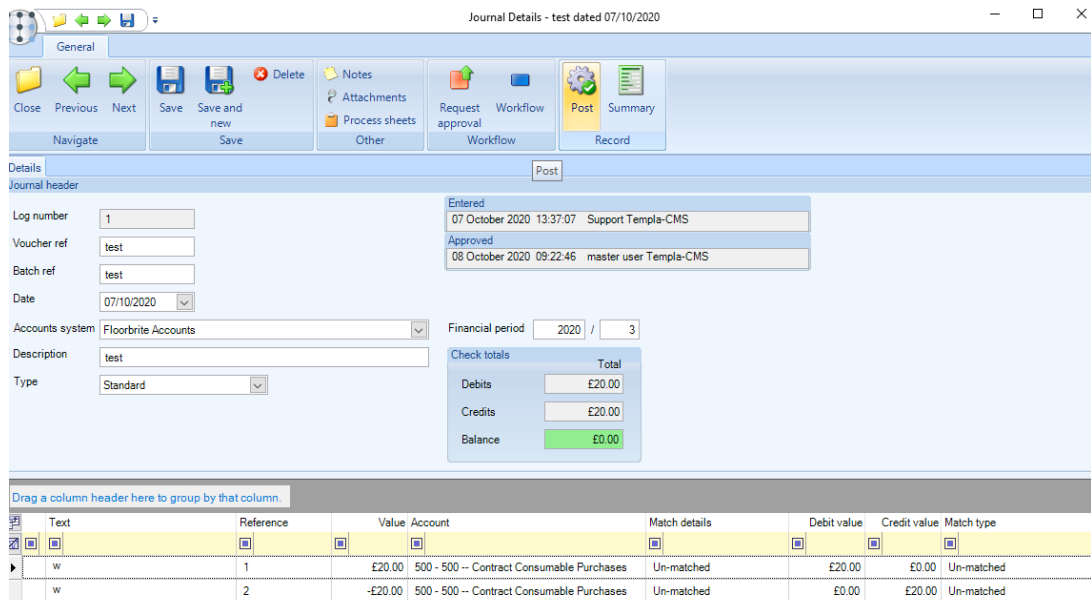 Journal Details - test dated 07/10/2020
General
Close Previous Next Save Save and new Delete Notes Attachments Process sheets Request approval Workflow Post Summary
Navigate Save Other Workflow Record
Details
Post
Journal header
Log number 1
Voucher ref test
Batch ref test
Date 07/10/2020
Accounts system Floorbrite Accounts
Description test
Type Standard
Entered
07 October 2020 13:37:07 Support Templa-CMS
Approved
08 October 2020 09:22:46 master user Templa-CMS
Financial period 2020 / 3
Check totals
Total
Debits £20.00
Credits £20.00
Balance £0.00
Drag a column header here to group by that column.
Text Reference Value Account Match details Debit value Credit value Match type
w 1 £20.00 500 - 500 -- Contract Consumable Purchases Un-matched £20.00 £0.00 Un-matched
w 2 -£20.00 500 - 500 -- Contract Consumable Purchases Un-matched £0.00 £20.00 Un-matched